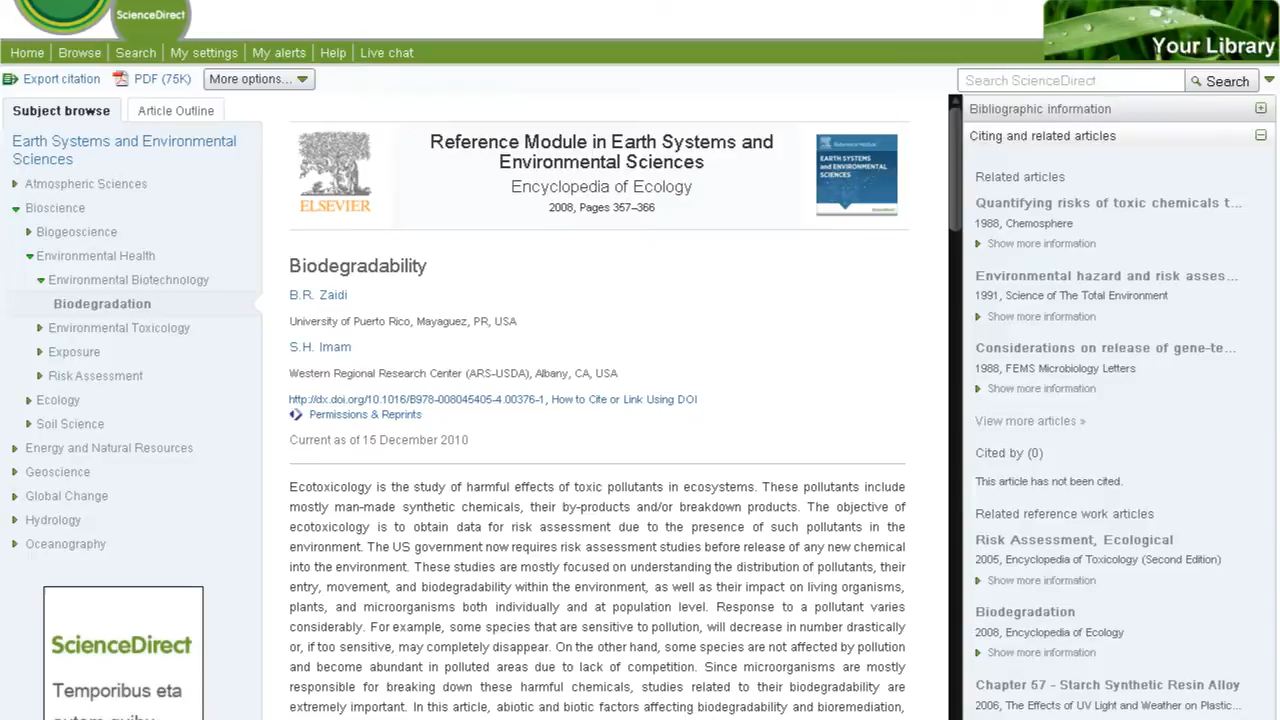 ScienceDirect
Home | Browse | Search | My settings | My alerts | Help | Live chat
Your Library
Export citation PDF (75K) More options...
Search ScienceDirect Search
Subject browse Article Outline
Earth Systems and Environmental
Sciences
Atmospheric Sciences
Bioscience
Biogeoscience
Environmental Health
Environmental Biotechnology
Biodegradation
Environmental Toxicology
Exposure
Risk Assessment
Ecology
Soil Science
Energy and Natural Resources
Geoscience
Global Change
Hydrology
Oceanography
ScienceDirect
Temporibus eta
ELSEVIER
Reference Module in Earth Systems and
Environmental Sciences
Encyclopedia of Ecology
2008, Pages 357–366
Reference Module in
EARTH SYSTEMS
and ENVIRONMENTAL
SCIENCES
Biodegradability
B.R. Zaidi
University of Puerto Rico, Mayaguez, PR, USA
S.H. Imam
Western Regional Research Center (ARS-USDA), Albany, CA, USA
http://dx.doi.org/10.1016/B978-008045405-4.00376-1, How to Cite or Link Using DOI
Permissions & Reprints
Current as of 15 December 2010
Ecotoxicology is the study of harmful effects of toxic pollutants in ecosystems. These pollutants include
mostly man-made synthetic chemicals, their by-products and/or breakdown products. The objective of
ecotoxicology is to obtain data for risk assessment due to the presence of such pollutants in the
environment. The US government now requires risk assessment studies before release of any new chemical
into the environment. These studies are mostly focused on understanding the distribution of pollutants, their
entry, movement, and biodegradability within the environment, as well as their impact on living organisms,
plants, and microorganisms both individually and at population level. Response to a pollutant varies
considerably. For example, some species that are sensitive to pollution, will decrease in number drastically
or, if too sensitive, may completely disappear. On the other hand, some species are not affected by pollution
and become abundant in polluted areas due to lack of competition. Since microorganisms are mostly
responsible for breaking down these harmful chemicals, studies related to their biodegradability are
extremely important. In this article, abiotic and biotic factors affecting biodegradability and bioremediation,
Bibliographic information
Citing and related articles
Related articles
Quantifying risks of toxic chemicals t...
1988, Chemosphere
Show more information
Environmental hazard and risk asses...
1991, Science of The Total Environment
Show more information
Considerations on release of gene-te...
1988, FEMS Microbiology Letters
Show more information
View more articles »
Cited by (0)
This article has not been cited.
Related reference work articles
Risk Assessment, Ecological
2005, Encyclopedia of Toxicology (Second Edition)
Show more information
Biodegradation
2008, Encyclopedia of Ecology
Show more information
Chapter 57 - Starch Synthetic Resin Alloy
2006, The Effects of UV Light and Weather on Plastic...